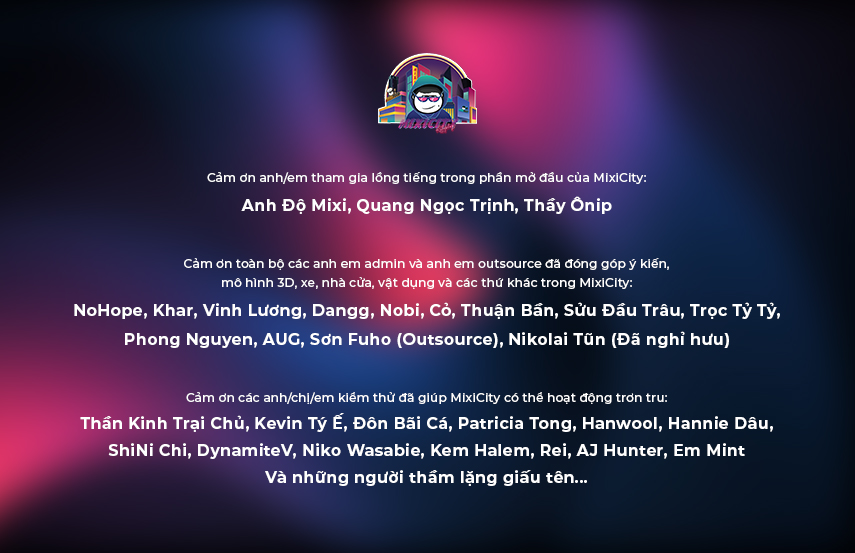 MIXICITY
Cảm ơn anh/em tham gia lồng tiếng trong phần mở đầu của MixiCity:
Anh Độ Mixi, Quang Ngọc Trịnh, Thầy Ônip
Cảm ơn toàn bộ các anh em admin và anh em outsource đã đóng góp ý kiến,
mô hình 3D, xe, nhà cửa, vật dụng và các thứ khác trong MixiCity:
NoHope, Khar, Vinh Lương, Dangg, Nobi, Cỏ, Thuận Bần, Sửu Đầu Trâu, Trọc Tỷ Tỷ,
Phong Nguyen, AUG, Sơn Fuho (Outsource), Nikolai Tũn (Đã nghỉ hưu)
Cảm ơn các anh/chị/em kiểm thử đã giúp MixiCity có thể hoạt động trơn tru:
Thần Kinh Trại Chủ, Kevin Tý Ế, Đôn Bãi Cá, Patricia Tong, Hanwool, Hannie Dâu,
ShiNi Chi, DynamiteV, Niko Wasabie, Kem Halem, Rei, AJ Hunter, Em Mint
Và những người thầm lặng giấu tên...